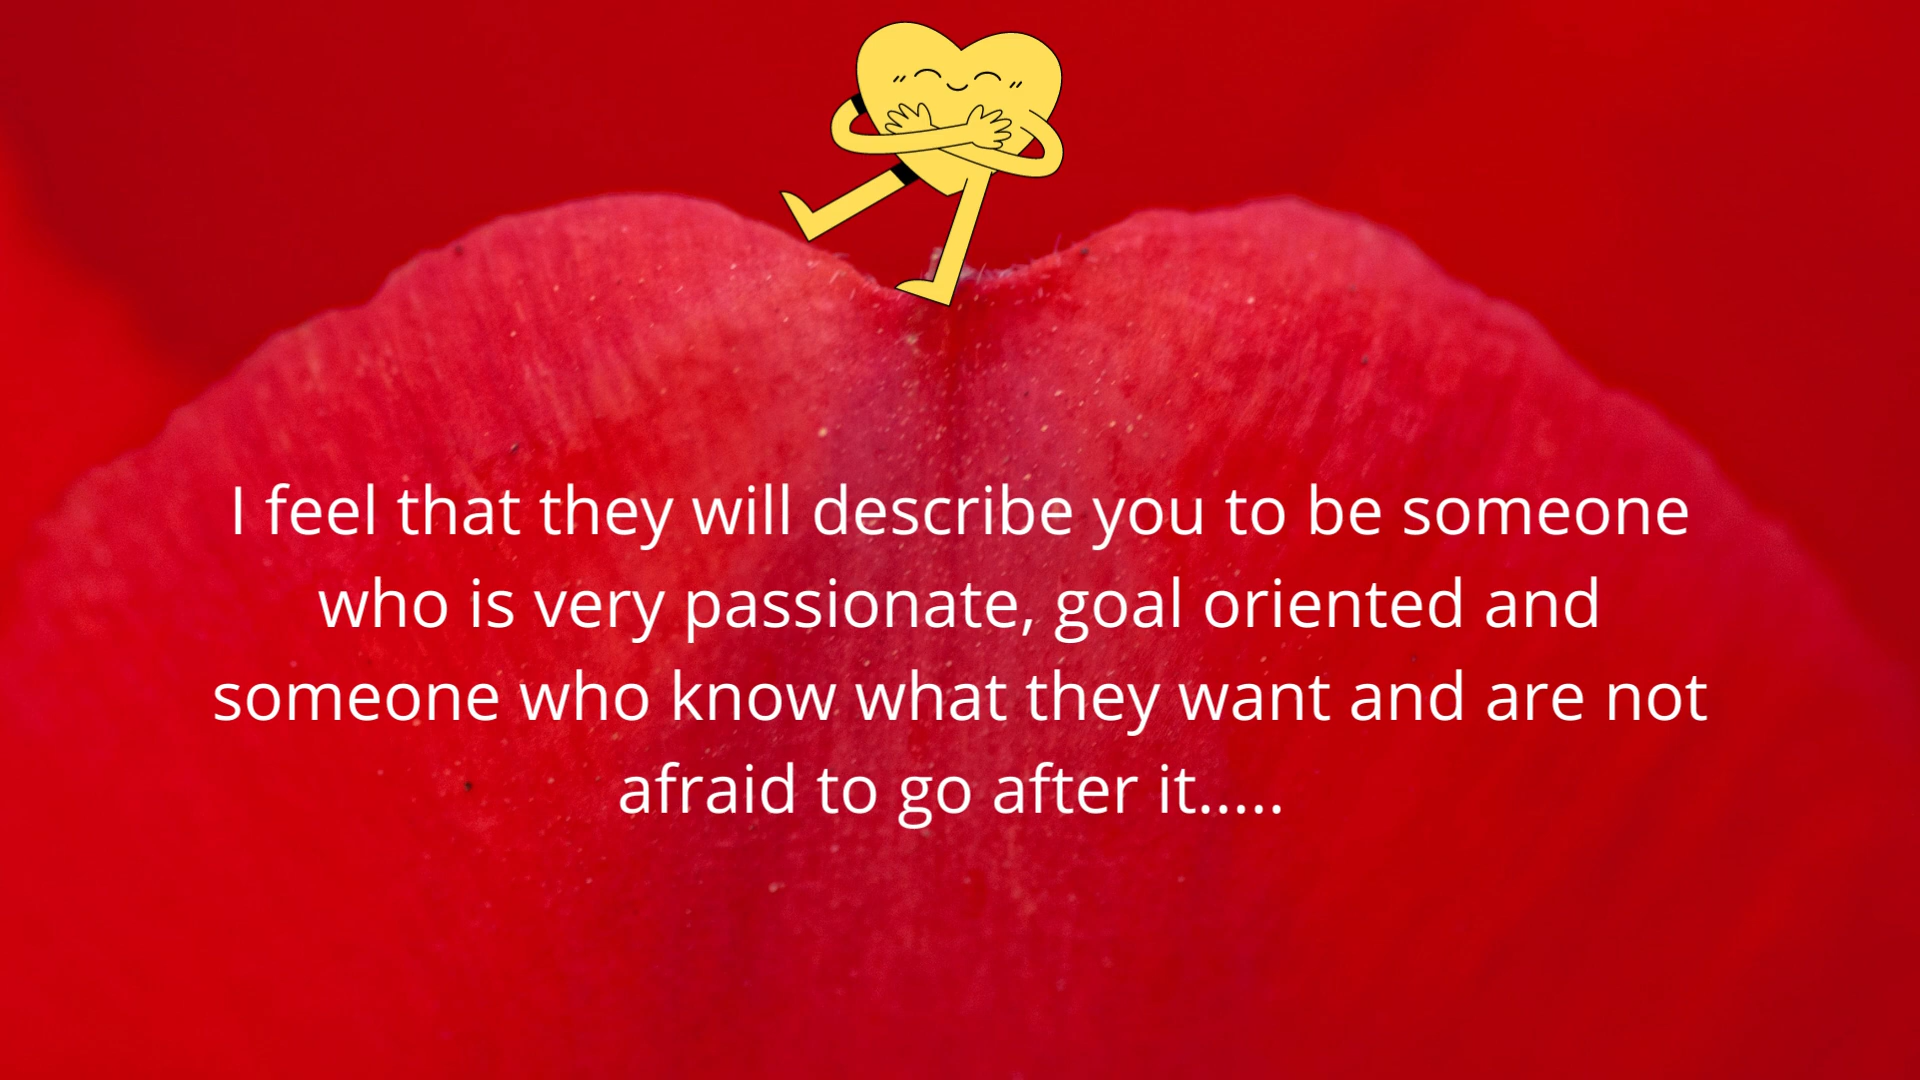 I feel that they will describe you to be someone
who is very passionate, goal oriented and
someone who know what they want and are not
afraid to go after it.....